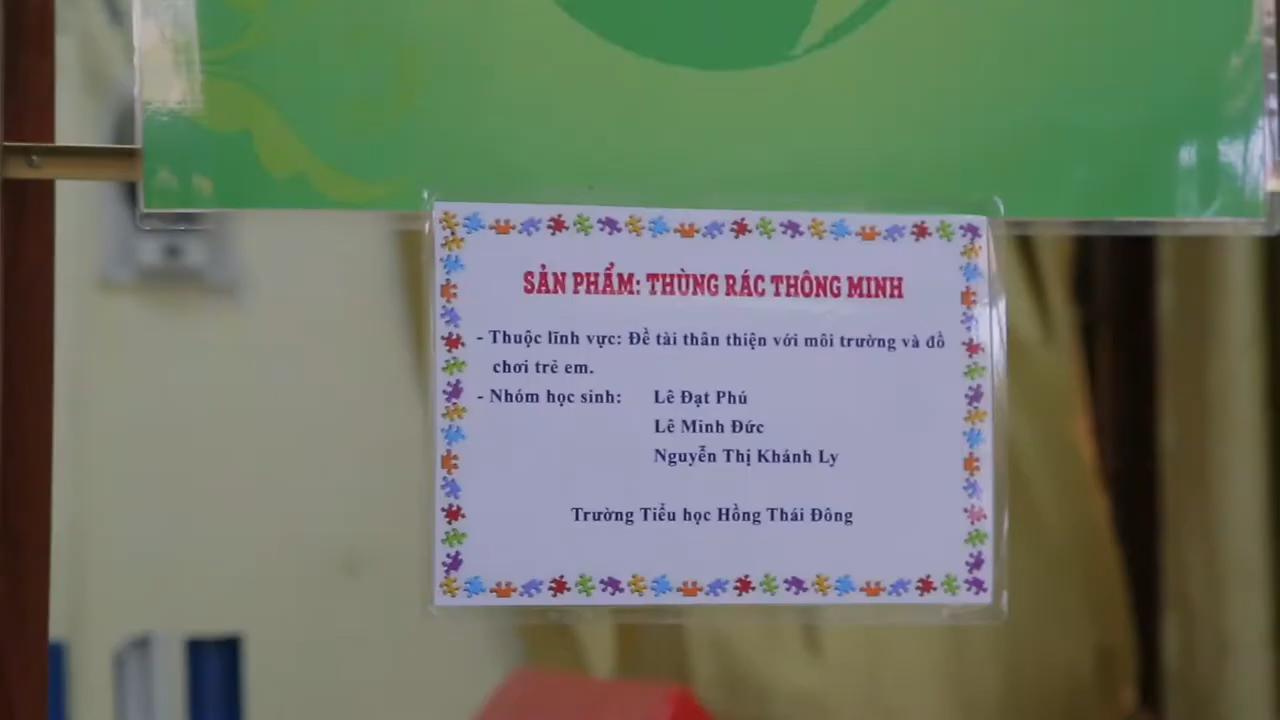 SẢN PHẨM: THÙNG RÁC THÔNG MINH
- Thuộc lĩnh vực: Đề tài thân thiện với môi trường và đồ
chơi trẻ em.
- Nhóm học sinh: Lê Đạt Phú
Lê Minh Đức
Nguyễn Thị Khánh Ly
Trường Tiểu học Hồng Thái Đông